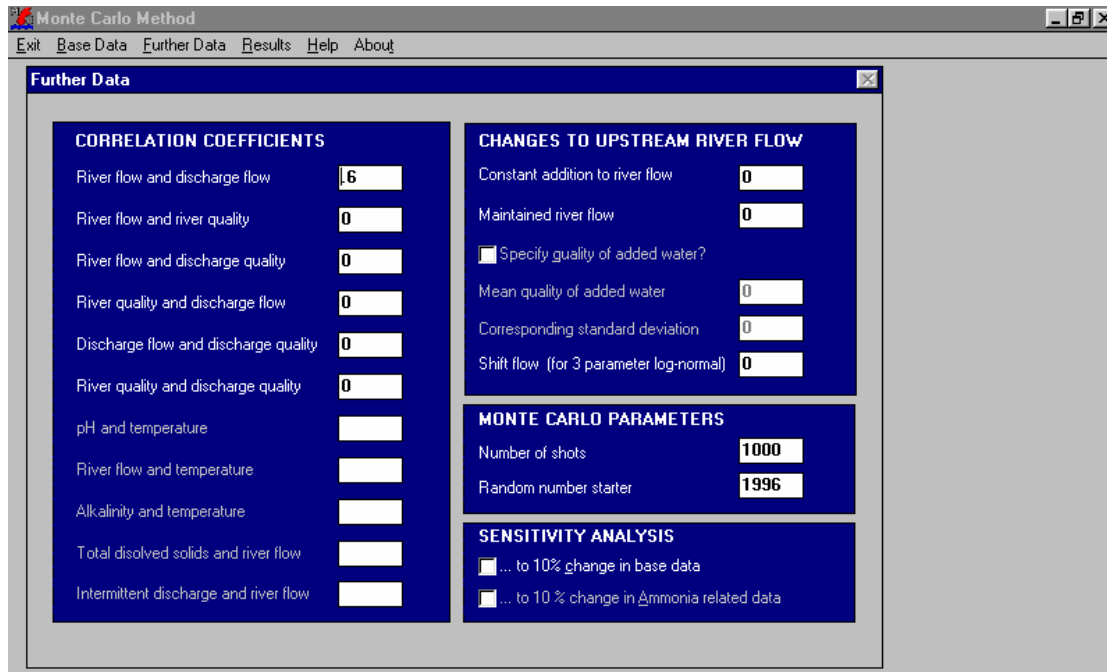 Monte Carlo Method
Exit Base Data Further Data Results Help About
Further Data
CORRELATION COEFFICIENTS
River flow and discharge flow .6
River flow and river quality 0
River flow and discharge quality 0
River quality and discharge flow 0
Discharge flow and discharge quality 0
River quality and discharge quality 0
pH and temperature
River flow and temperature
Alkalinity and temperature
Total disolved solids and river flow
Intermittent discharge and river flow
CHANGES TO UPSTREAM RIVER FLOW
Constant addition to river flow 0
Maintained river flow 0
Specify quality of added water?
Mean quality of added water 0
Corresponding standard deviation 0
Shift flow (for 3 parameter log-normal) 0
MONTE CARLO PARAMETERS
Number of shots 1000
Random number starter 1996
SENSITIVITY ANALYSIS
... to 10% change in base data
... to 10 % change in Ammonia related data